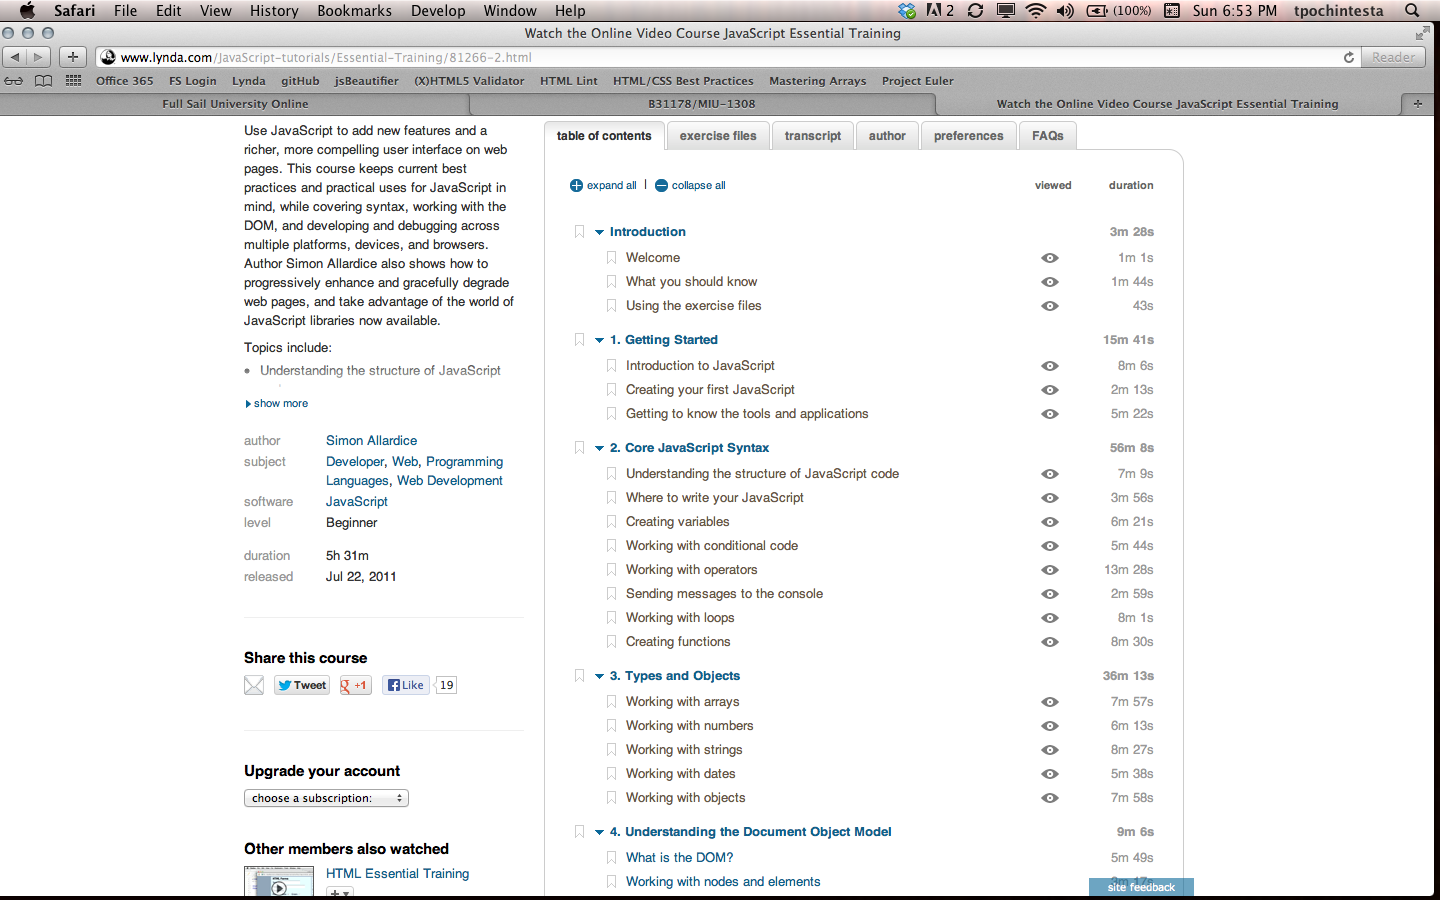 Safari File Edit View History Bookmarks Develop Window Help 2 (100%) Sun 6:53 PM tpochintesta
Watch the Online Video Course JavaScript Essential Training
www.lynda.com/JavaScript-tutorials/Essential-Training/81266-2.html Reader
Office 365 FS Login Lynda gitHub jsBeautifier (X)HTML5 Validator HTML Lint HTML/CSS Best Practices Mastering Arrays Project Euler
Full Sail University Online B31178/MIU-1308 Watch the Online Video Course JavaScript Essential Training +
Use JavaScript to add new features and a
richer, more compelling user interface on web
pages. This course keeps current best
practices and practical uses for JavaScript in
mind, while covering syntax, working with the
DOM, and developing and debugging across
multiple platforms, devices, and browsers.
Author Simon Allardice also shows how to
progressively enhance and gracefully degrade
web pages, and take advantage of the world of
JavaScript libraries now available.
Topics include:
• Understanding the structure of JavaScript
show more
author Simon Allardice
subject Developer, Web, Programming
Languages, Web Development
software JavaScript
level Beginner
duration 5h 31m
released Jul 22, 2011
Share this course
Tweet g +1 Like 19
Upgrade your account
choose a subscription:
Other members also watched
HTML Essential Training
table of contents exercise files transcript author preferences FAQs
expand all | collapse all viewed duration
Introduction 3m 28s
Welcome 1m 1s
What you should know 1m 44s
Using the exercise files 43s
1. Getting Started 15m 41s
Introduction to JavaScript 8m 6s
Creating your first JavaScript 2m 13s
Getting to know the tools and applications 5m 22s
2. Core JavaScript Syntax 56m 8s
Understanding the structure of JavaScript code 7m 9s
Where to write your JavaScript 3m 56s
Creating variables 6m 21s
Working with conditional code 5m 44s
Working with operators 13m 28s
Sending messages to the console 2m 59s
Working with loops 8m 1s
Creating functions 8m 30s
3. Types and Objects 36m 13s
Working with arrays 7m 57s
Working with numbers 6m 13s
Working with strings 8m 27s
Working with dates 5m 38s
Working with objects 7m 58s
4. Understanding the Document Object Model 9m 6s
What is the DOM? 5m 49s
Working with nodes and elements 3m 17s
site feedback